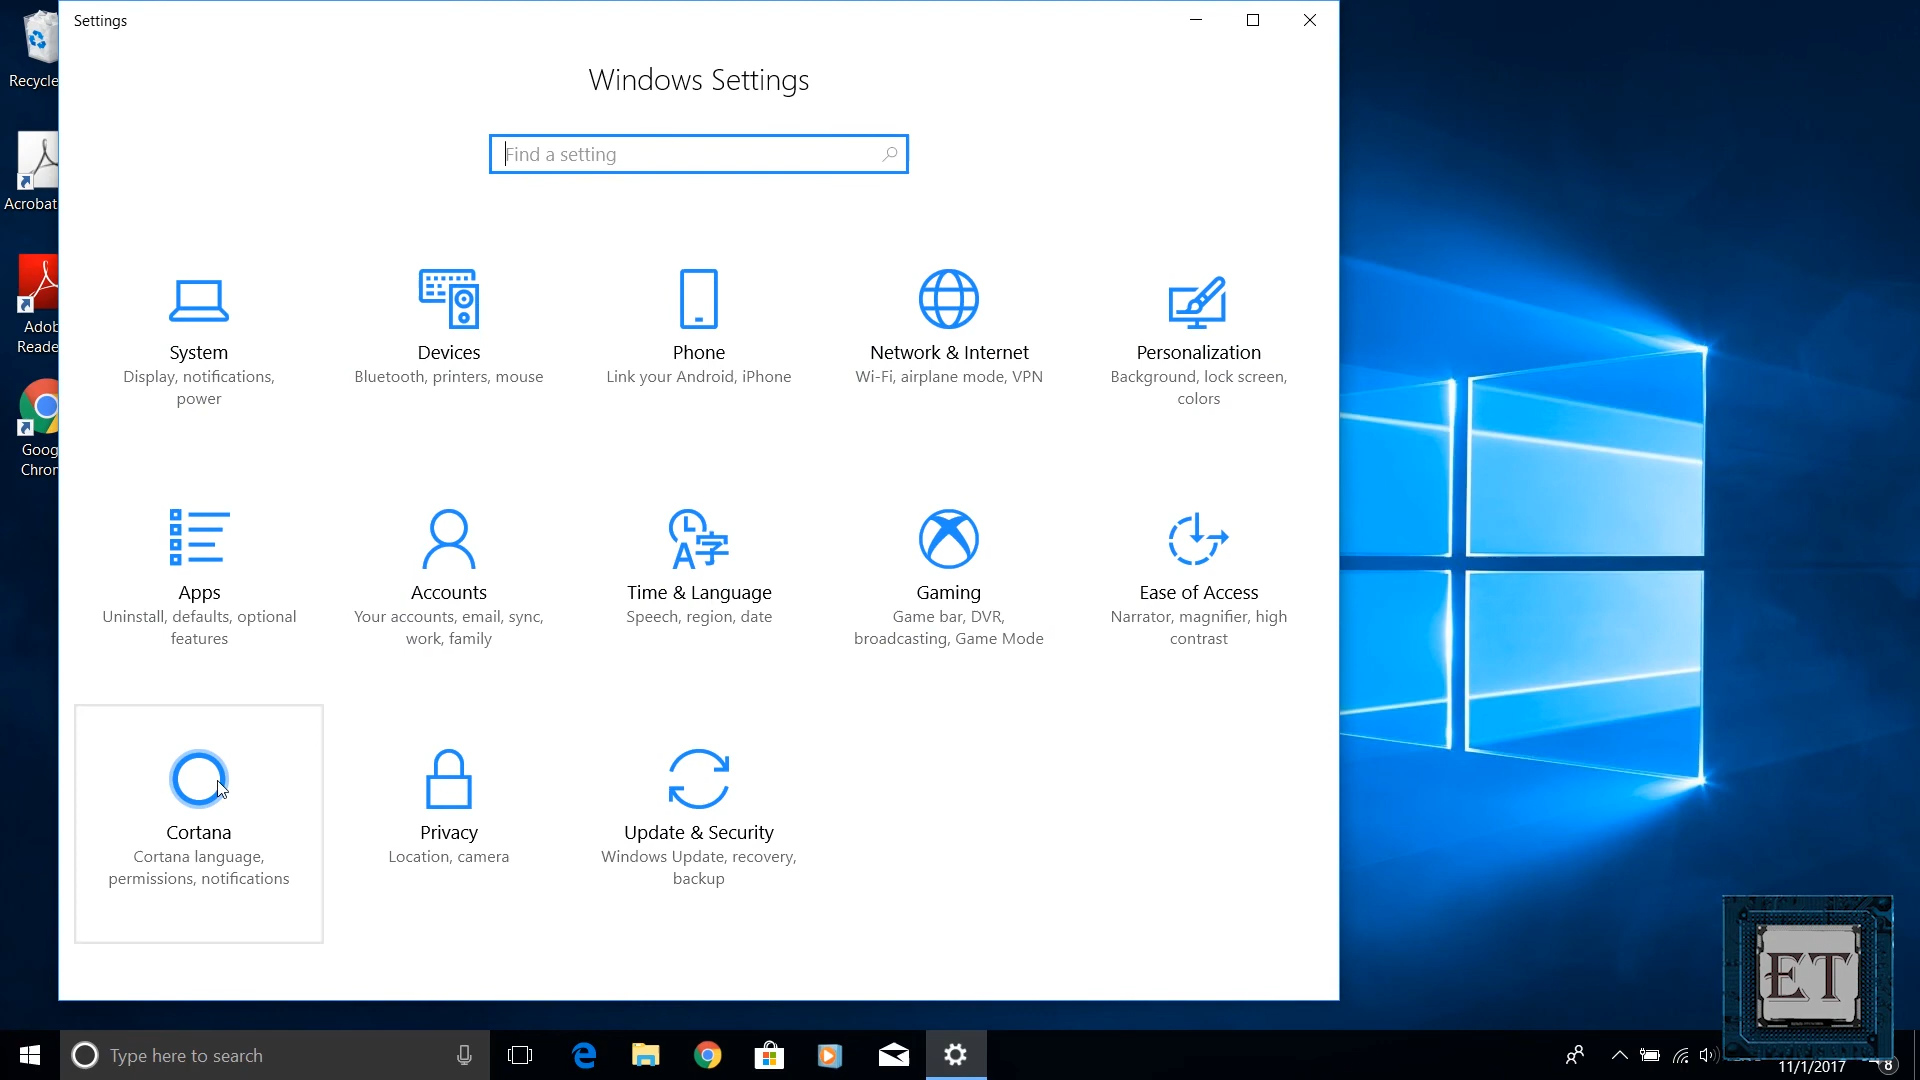 Settings
Windows Settings
Find a setting
System
Display, notifications,
power
Devices
Bluetooth, printers, mouse
Phone
Link your Android, iPhone
Network & Internet
Wi-Fi, airplane mode, VPN
Personalization
Background, lock screen,
colors
Apps
Uninstall, defaults, optional
features
Accounts
Your accounts, email, sync,
work, family
Time & Language
Speech, region, date
Gaming
Game bar, DVR,
broadcasting, Game Mode
Ease of Access
Narrator, magnifier, high
contrast
Cortana
Cortana language,
permissions, notifications
Privacy
Location, camera
Update & Security
Windows Update, recovery,
backup
Recycle
Acrobat
Adob
Reade
Goog
Chron
ET
Type here to search
11/1/2017
8